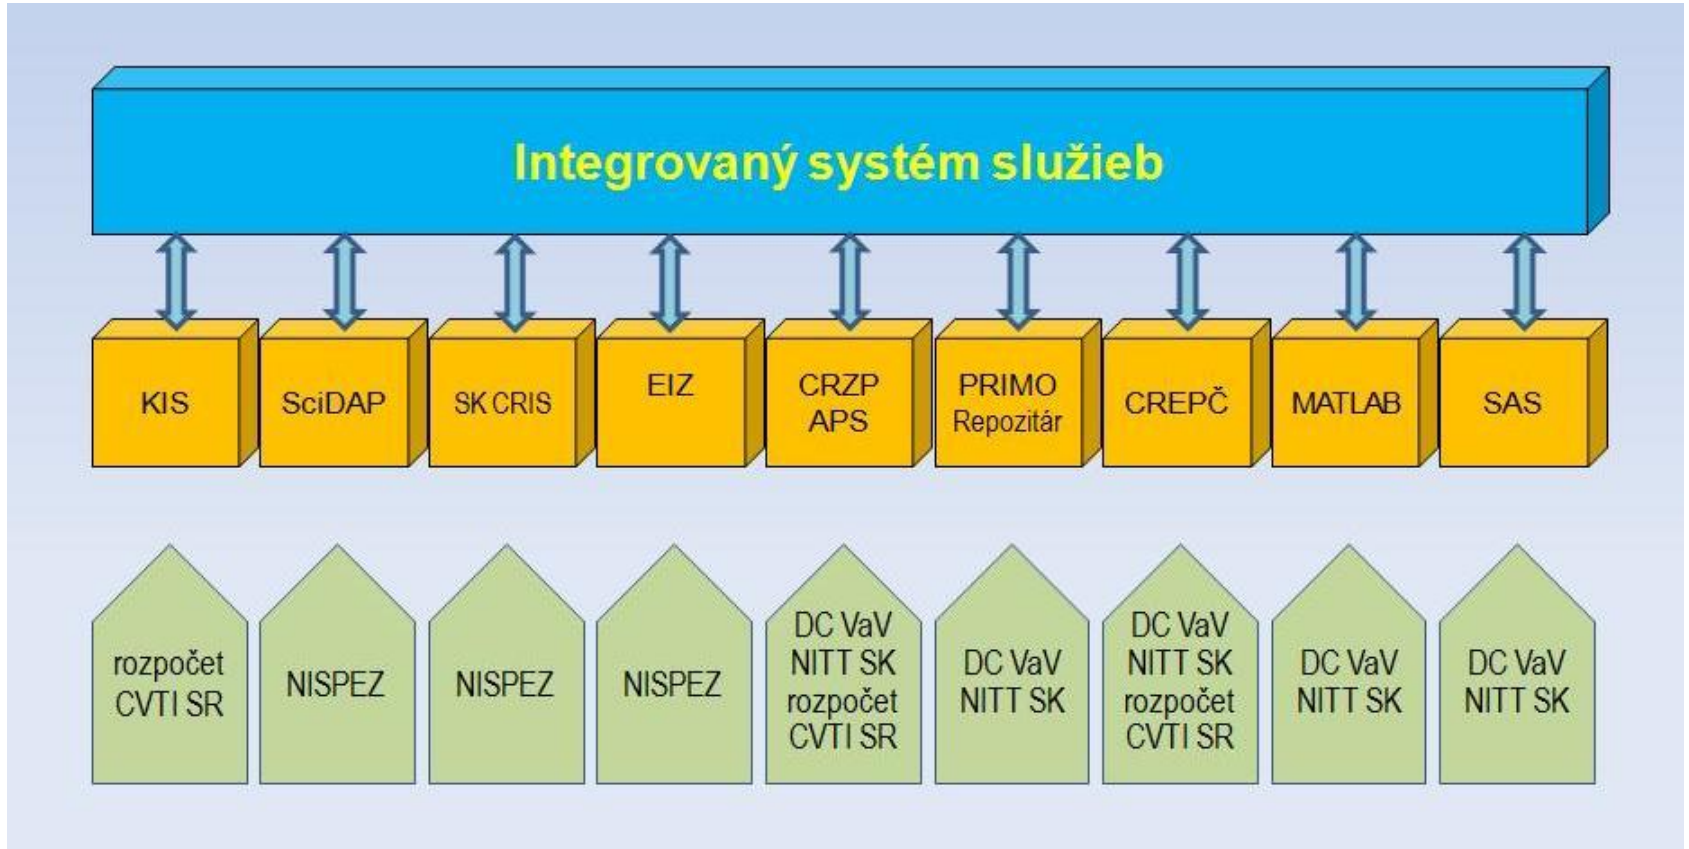 Integrovaný systém služieb
KIS
SciDAP
SK CRIS
EIZ
CRZP
APS
PRIMO
Repozitár
CREPČ
MATLAB
SAS
rozpočet
CVTI SR
NISPEZ
NISPEZ
NISPEZ
DC VaV
NITT SK
rozpočet
CVTI SR
DC VaV
NITT SK
DC VaV
NITT SK
rozpočet
CVTI SR
DC VaV
NITT SK
DC VaV
NITT SK